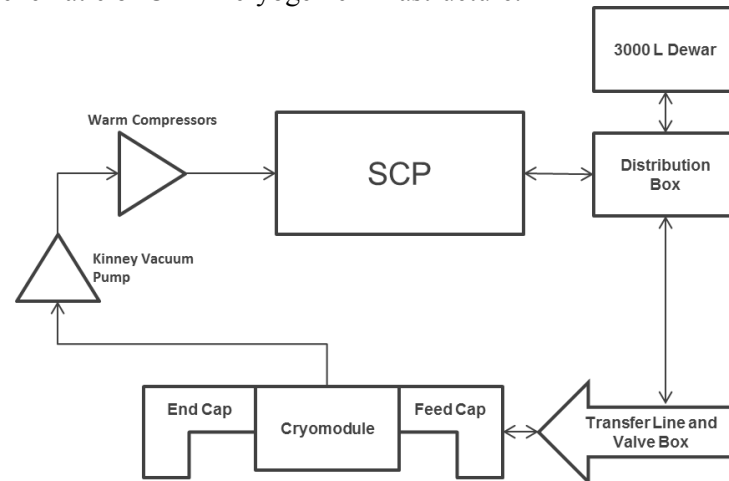 3000 L Dewar
Warm Compressors
SCP
Distribution
Box
Kinney Vacuum
Pump
End Cap
Cryomodule
Feed Cap
Transfer Line and
Valve Box